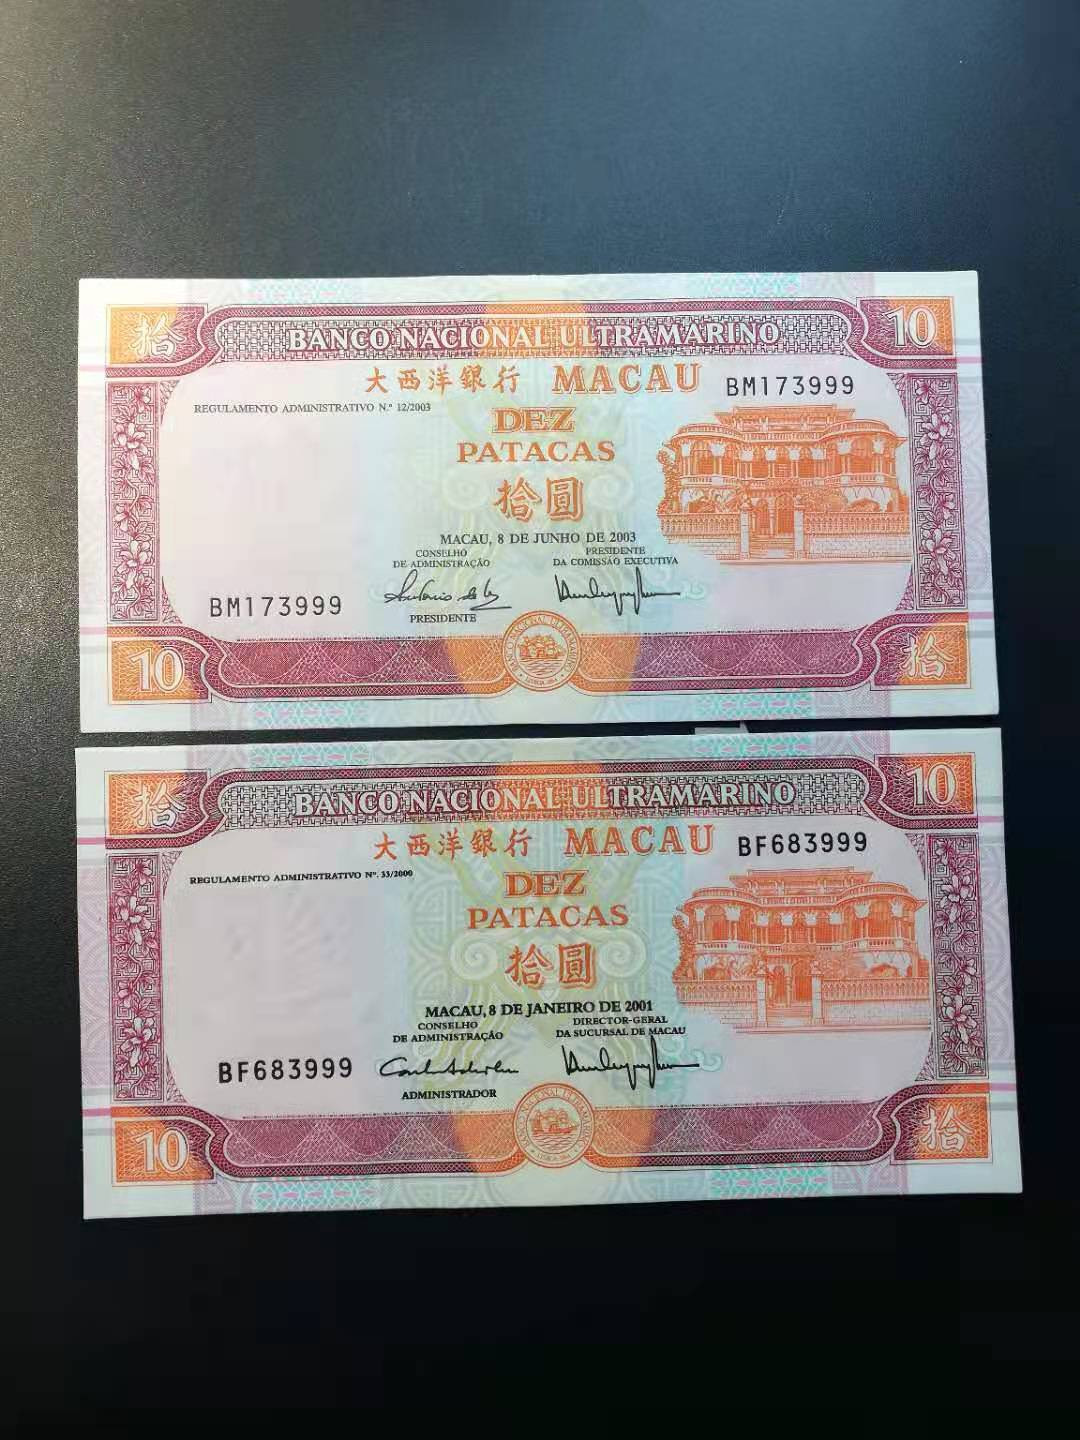 拾
BANCO NACIONAL ULTRAMARINO
10
大西洋銀行 MACAU
BM173999
REGULAMENTO ADMINISTRATIVO N.º 12/2003
DEZ
PATACAS
拾圓
MACAU, 8 DE JUNHO DE 2003
CONSELHO
DE ADMINISTRAÇÃO
PRESIDENTE
DA COMISSÃO EXECUTIVA
BM173999
PRESIDENTE
10
拾
拾
BANCO NACIONAL ULTRAMARINO
10
大西洋銀行 MACAU
BF683999
REGULAMENTO ADMINISTRATIVO Nº. 33/2000
DEZ
PATACAS
拾圓
MACAU, 8 DE JANEIRO DE 2001
CONSELHO
DE ADMINISTRAÇÃO
DIRECTOR-GERAL
DA SUCURSAL DE MACAU
BF683999
ADMINISTRADOR
10
拾